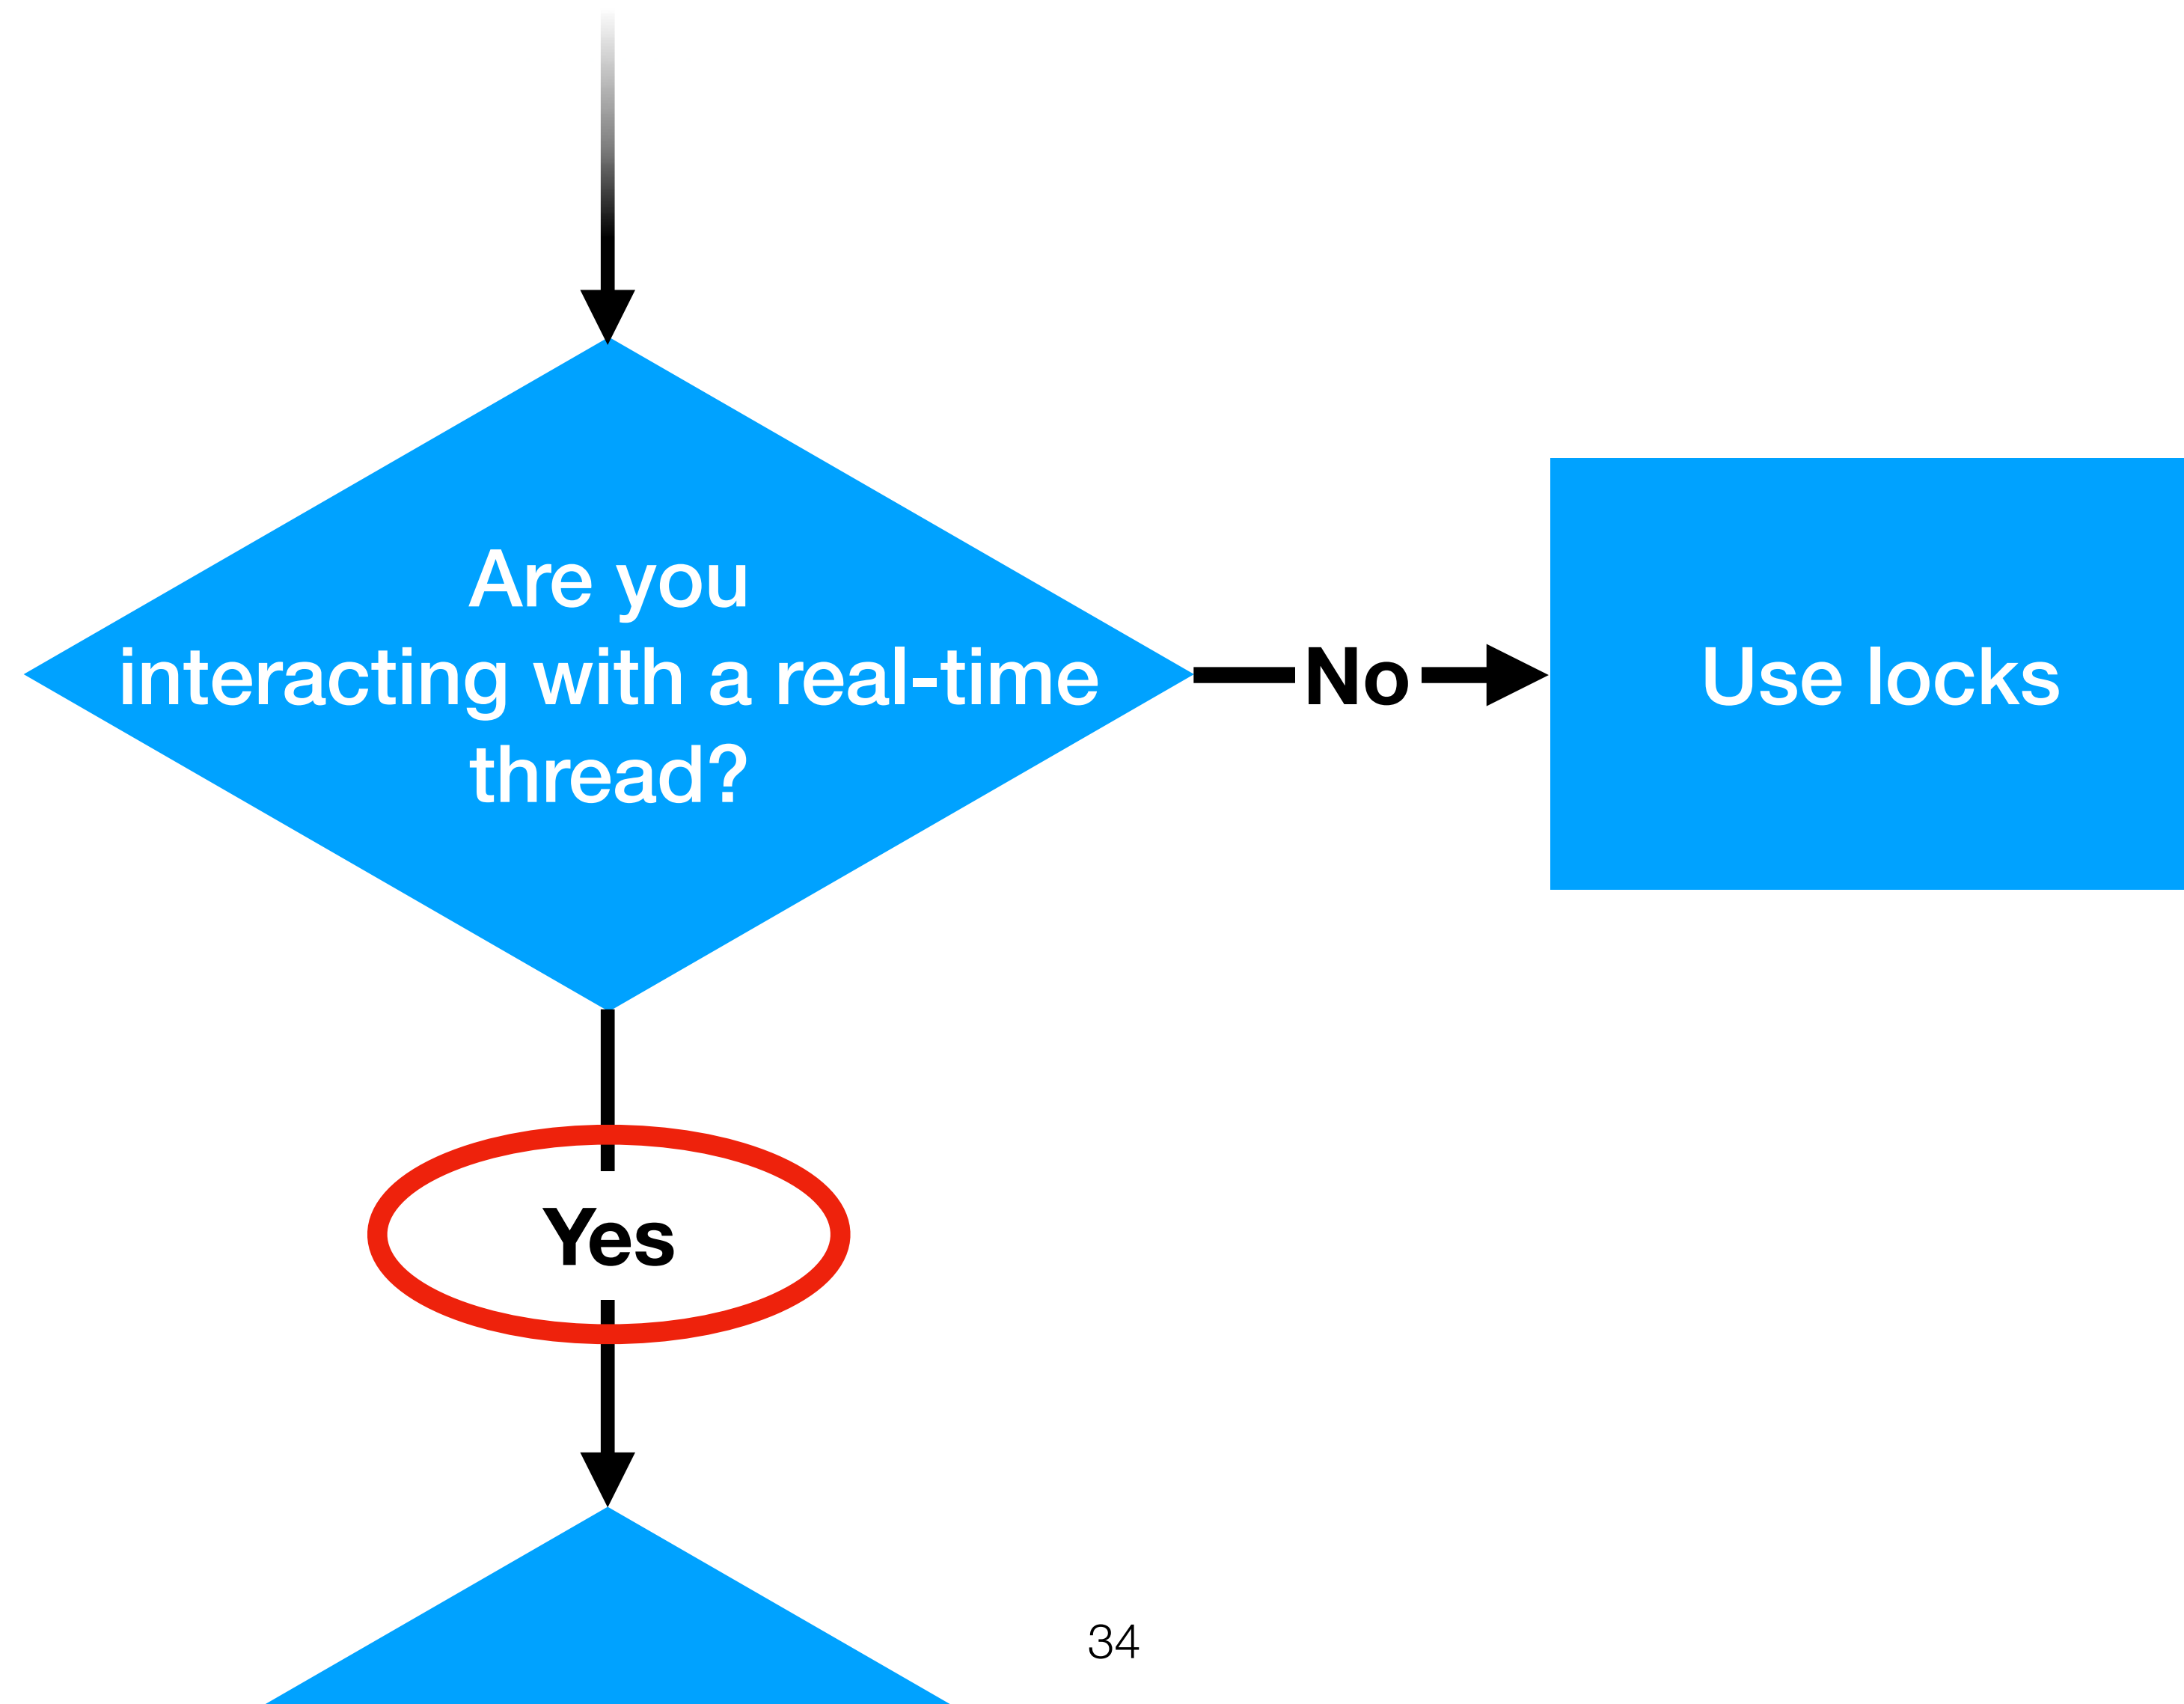 Are you
interacting with a real-time
thread?
No
Use locks
Yes
34